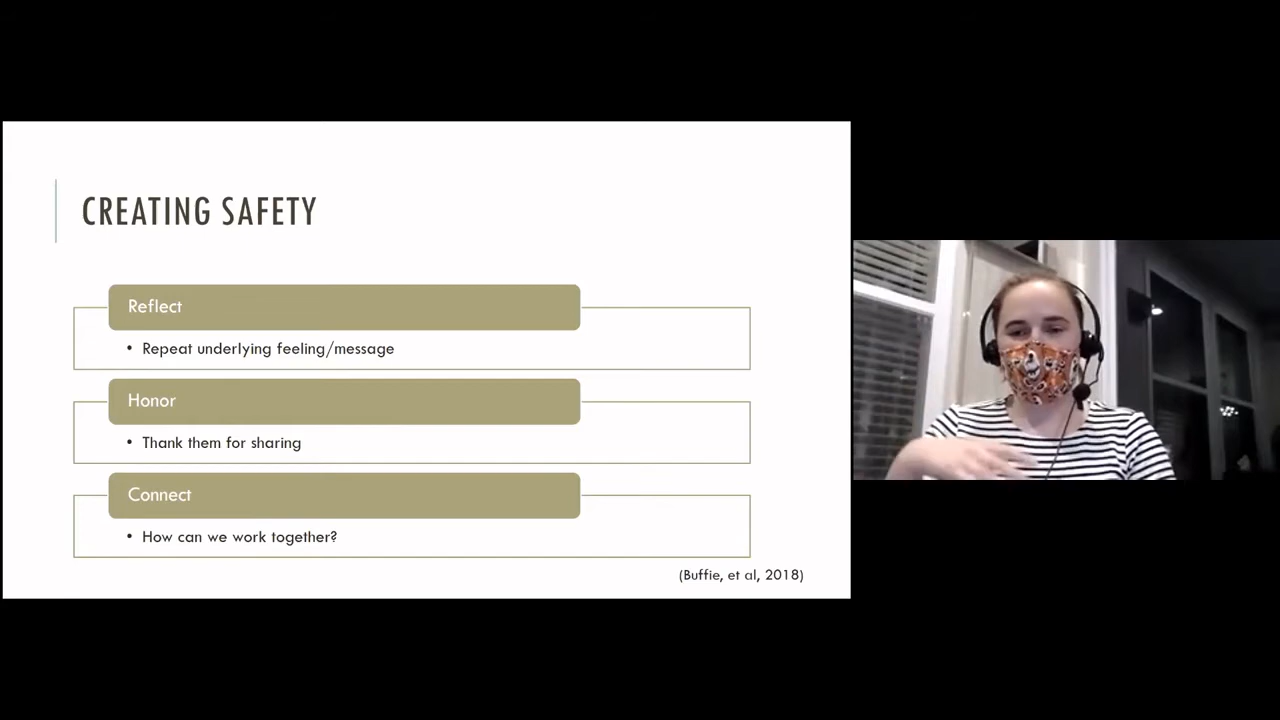 CREATING SAFETY
Reflect
• Repeat underlying feeling/message
Honor
• Thank them for sharing
Connect
• How can we work together?
(Buffie, et al, 2018)